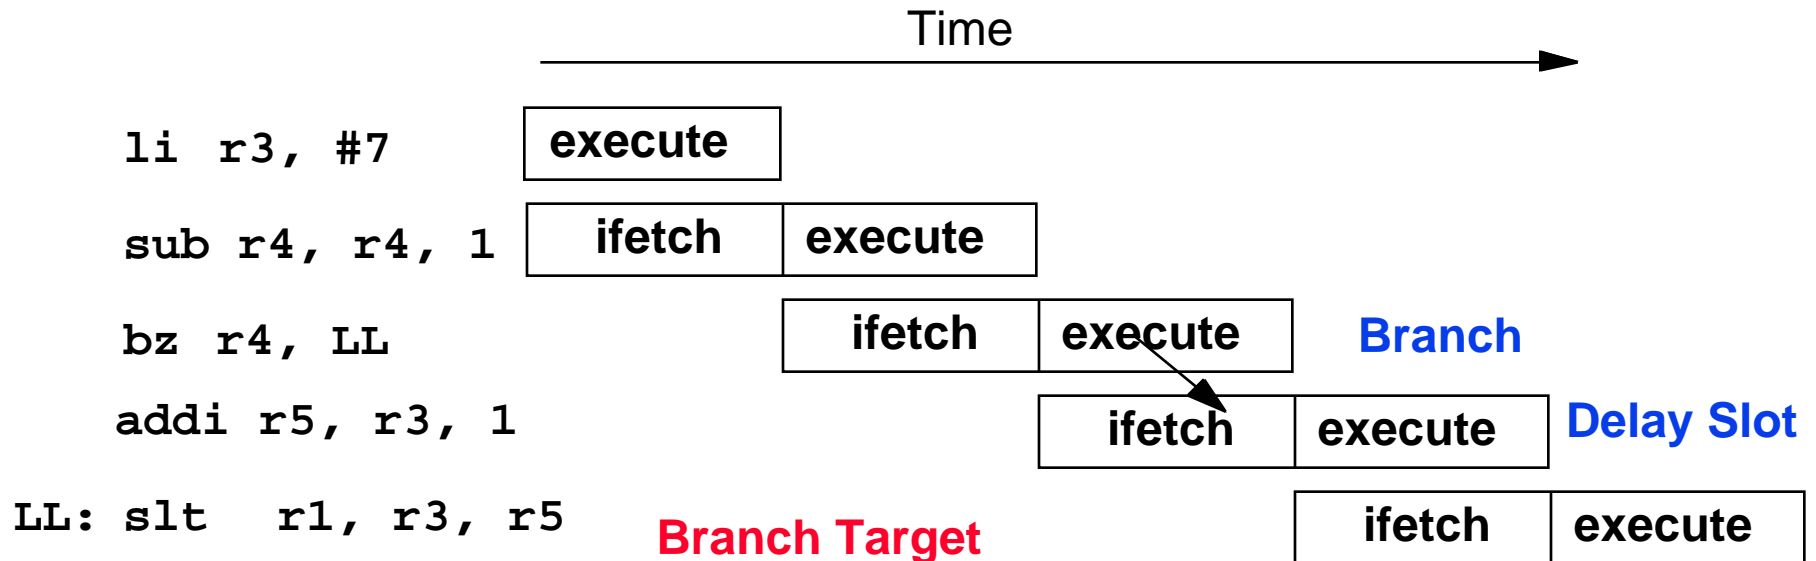 Time
li r3, #7 execute
sub r4, r4, 1 ifetch execute
bz r4, LL ifetch execute Branch
addi r5, r3, 1 ifetch execute Delay Slot
LL: slt r1, r3, r5 Branch Target ifetch execute